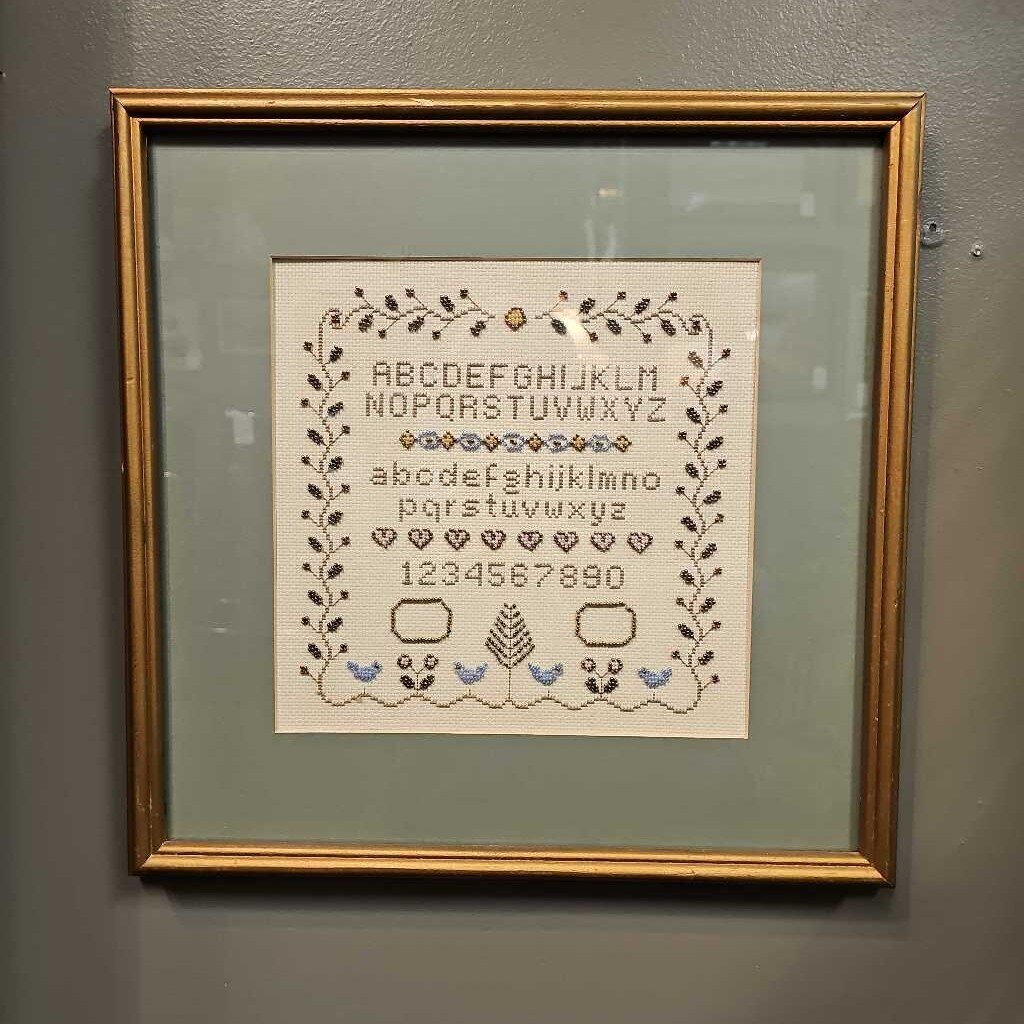 ABCDEFGHIJKLM
NOPQRSTUVWXYZ
abcdefghijklmno
pqrstuvwxyz
1234567890